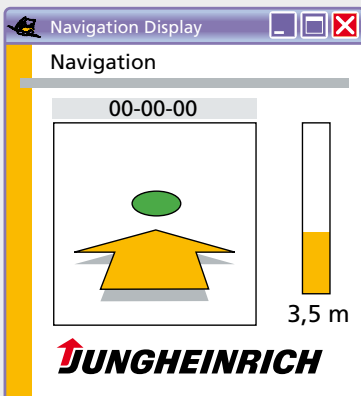 Navigation Display
Navigation
00-00-00
3,5 m
JUNGHEINRICH